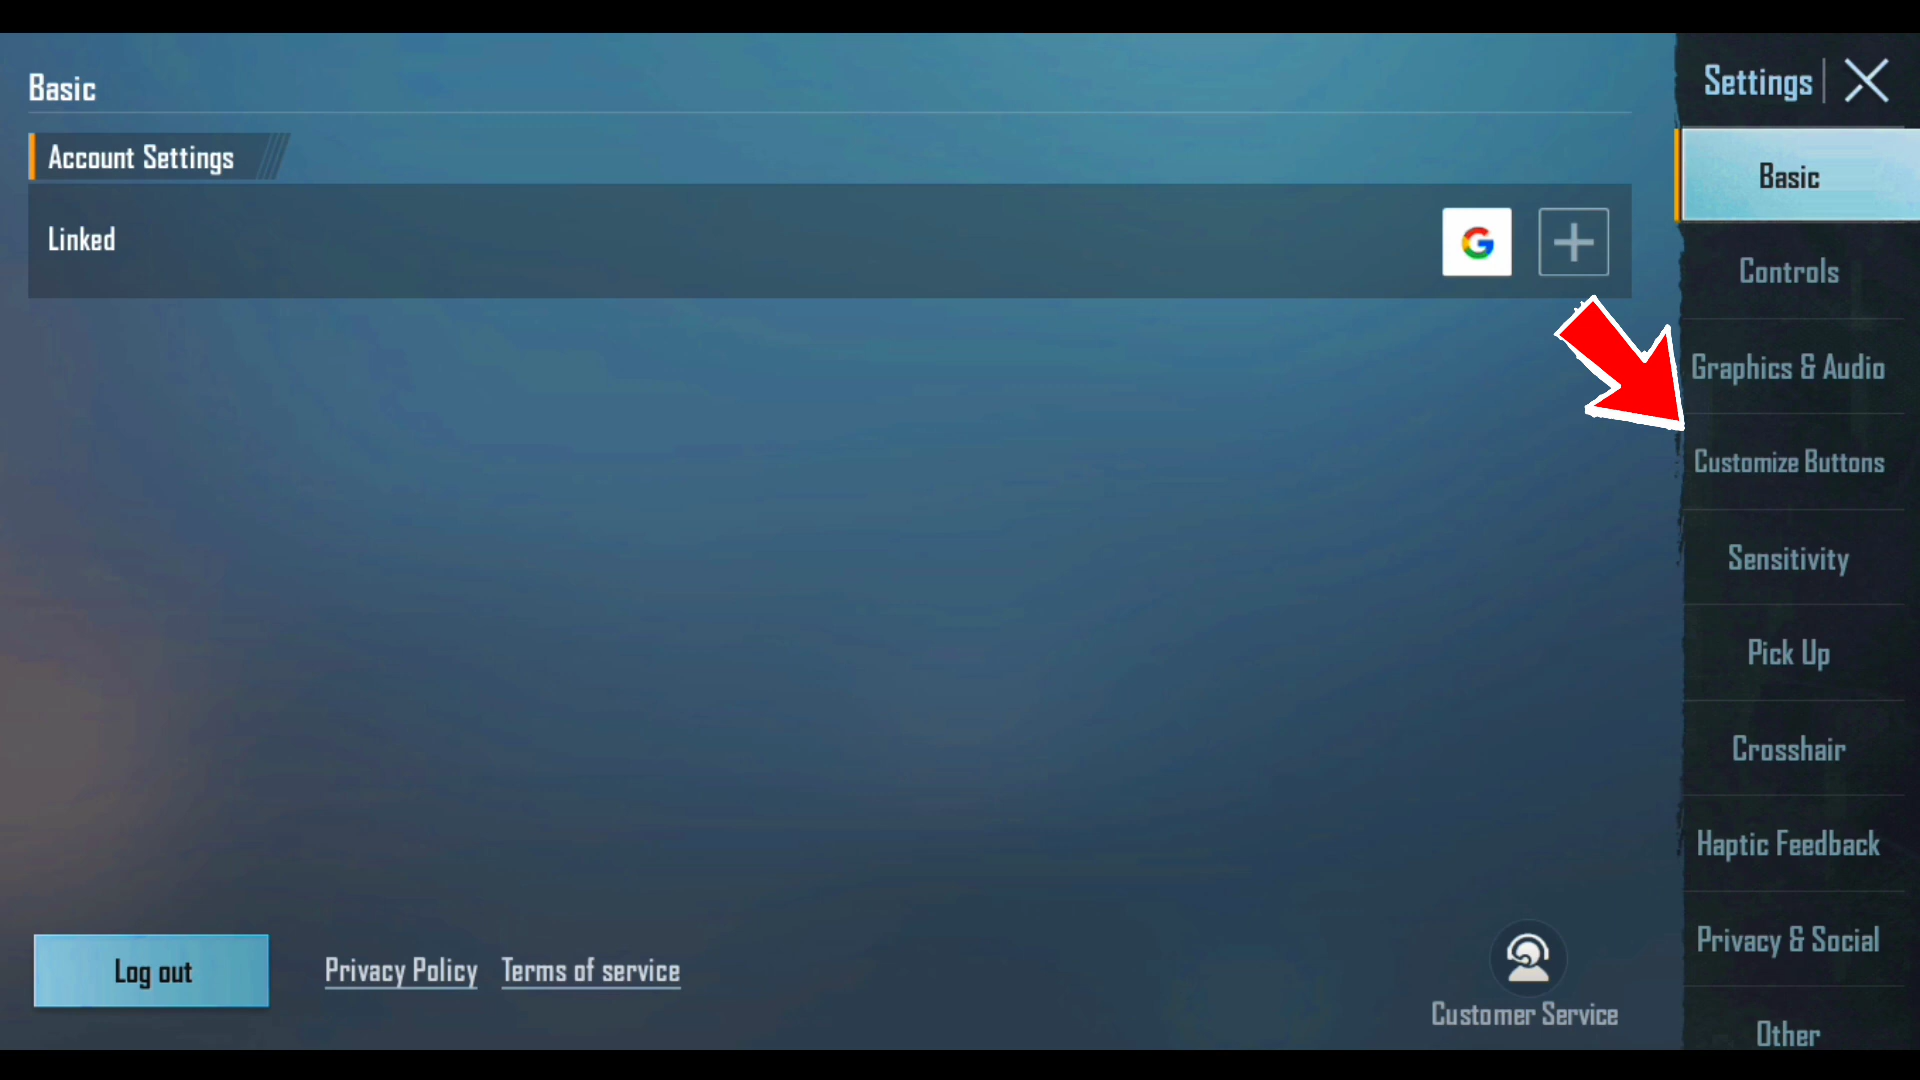 Basic
Account Settings
Linked
Log out
Privacy Policy
Terms of service
Customer Service
Settings
Basic
Controls
Graphics & Audio
Customize Buttons
Sensitivity
Pick Up
Crosshair
Haptic Feedback
Privacy & Social
Other